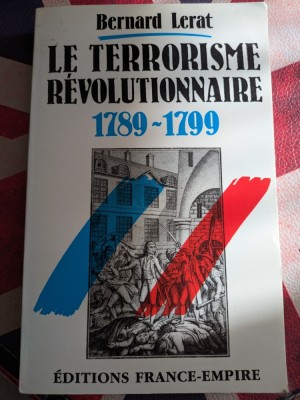 Bernard Lerat
LE TERRORISME
RÉVOLUTIONNAIRE
1789~1799
ÉDITIONS FRANCE-EMPIRE